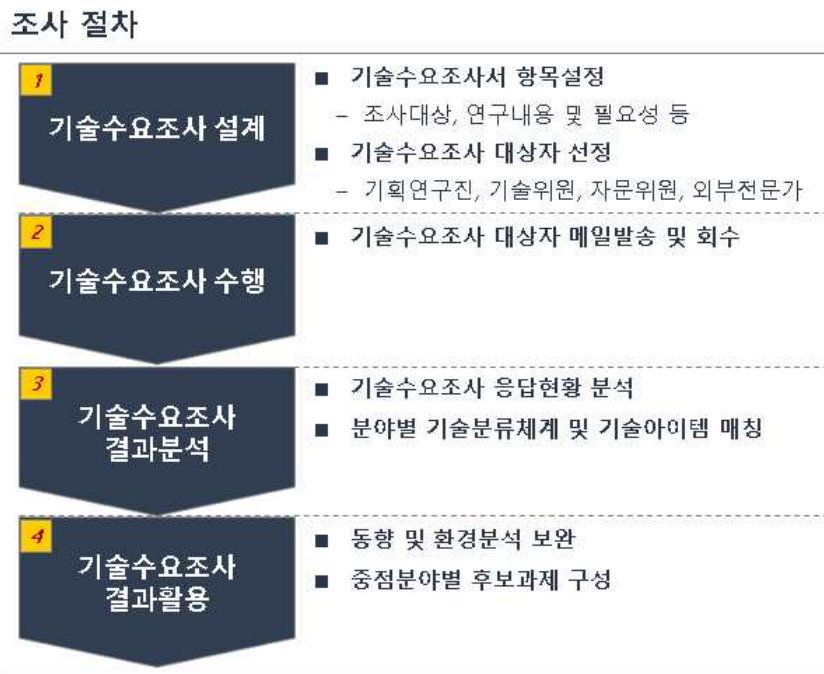 조사 절차
1
기술수요조사 설계
■ 기술수요조사서 항목설정
– 조사대상, 연구내용 및 필요성 등
■ 기술수요조사 대상자 선정
– 기획연구진, 기술위원, 자문위원, 외부전문가
2
기술수요조사 수행
■ 기술수요조사 대상자 메일발송 및 회수
3
기술수요조사
결과분석
■ 기술수요조사 응답현황 분석
■ 분야별 기술분류체계 및 기술아이템 매칭
4
기술수요조사
결과활용
■ 동향 및 환경분석 보완
■ 중점분야별 후보과제 구성